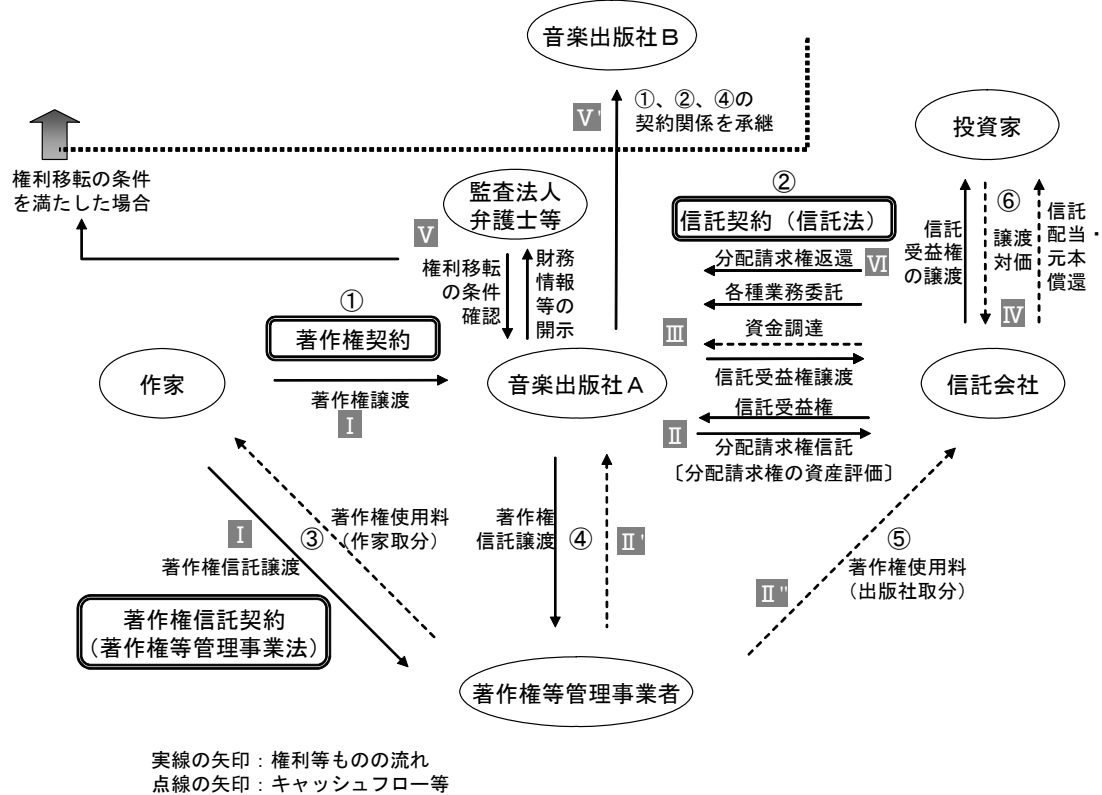 音楽出版社B
Ⅴ'
①、②、④の
契約関係を承継
投資家
権利移転の条件
を満たした場合
監査法人
弁護士等
②
信託契約（信託法）
⑥
信託
受益権
の譲渡
譲渡
対価
信託
配当・
元本
償還
Ⅴ
権利移転
の条件
確認
財務
情報
等の
開示
分配請求権返還
Ⅵ
各種業務委託
Ⅲ
資金調達
Ⅳ
信託受益権譲渡
①
著作権契約
作家
著作権譲渡
Ⅰ
音楽出版社A
信託会社
信託受益権
Ⅱ
分配請求権信託
〔分配請求権の資産評価〕
著作権使用料
（作家取分）
Ⅰ
③
著作権信託譲渡
著作権
信託譲渡
④
Ⅱ'
⑤
著作権使用料
（出版社取分）
Ⅱ"
著作権信託契約
（著作権等管理事業法）
著作権等管理事業者
実線の矢印：権利等ものの流れ
点線の矢印：キャッシュフロー等